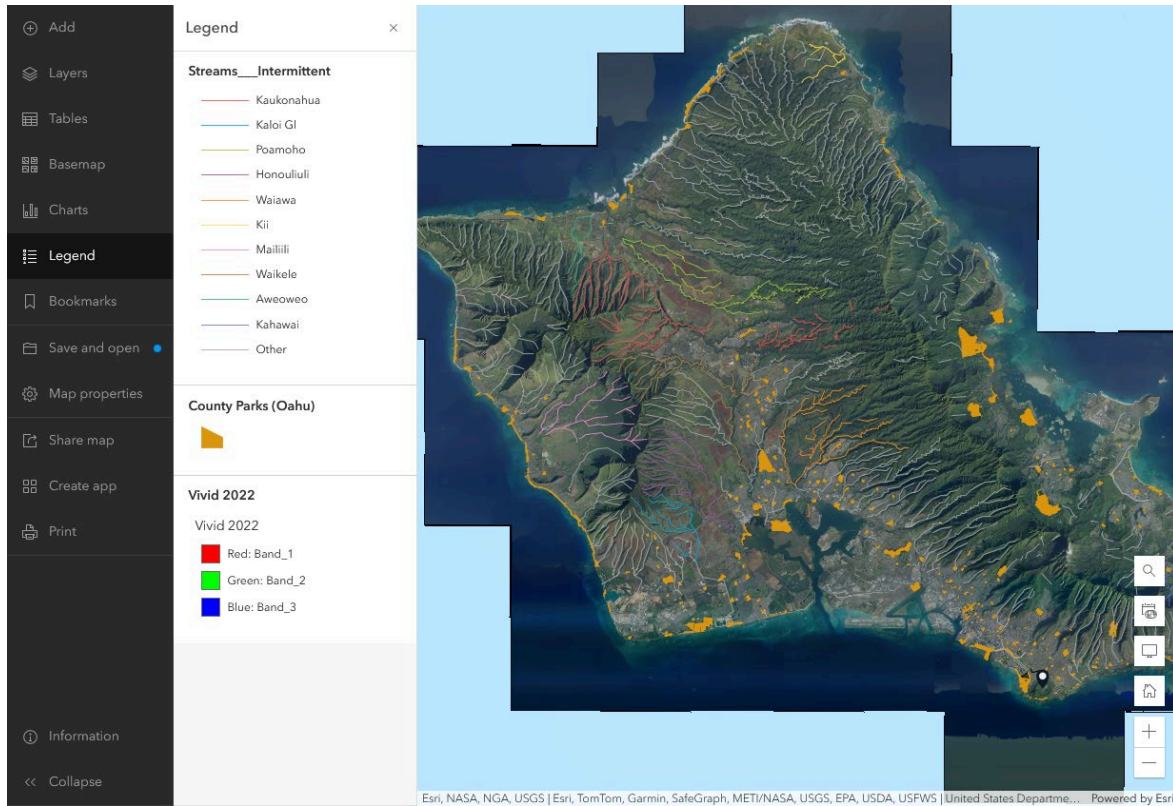 Add
Layers
Tables
Basemap
Charts
Legend
Bookmarks
Save and open
Map properties
Share map
Create app
Print
Information
Collapse
Legend
Streams___Intermittent
Kaukonahua
Kaloi Gl
Poamoho
Honouliuli
Waiawa
Kii
Mailiili
Waikele
Aweoweo
Kahawai
Other
County Parks (Oahu)
Vivid 2022
Vivid 2022
Red: Band_1
Green: Band_2
Blue: Band_3
Esri, NASA, NGA, USGS | Esri, TomTom, Garmin, SafeGraph, METI/NASA, USGS, EPA, USDA, USFWS | United States Departme... Powered by Esri